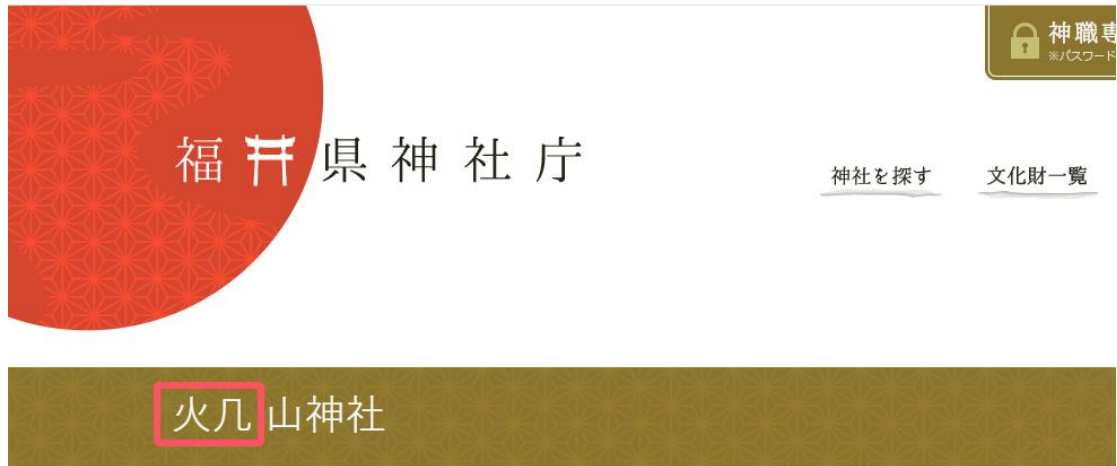 神職専
※パスワード
福井県神社庁
神社を探す
文化財一覧
火几山神社